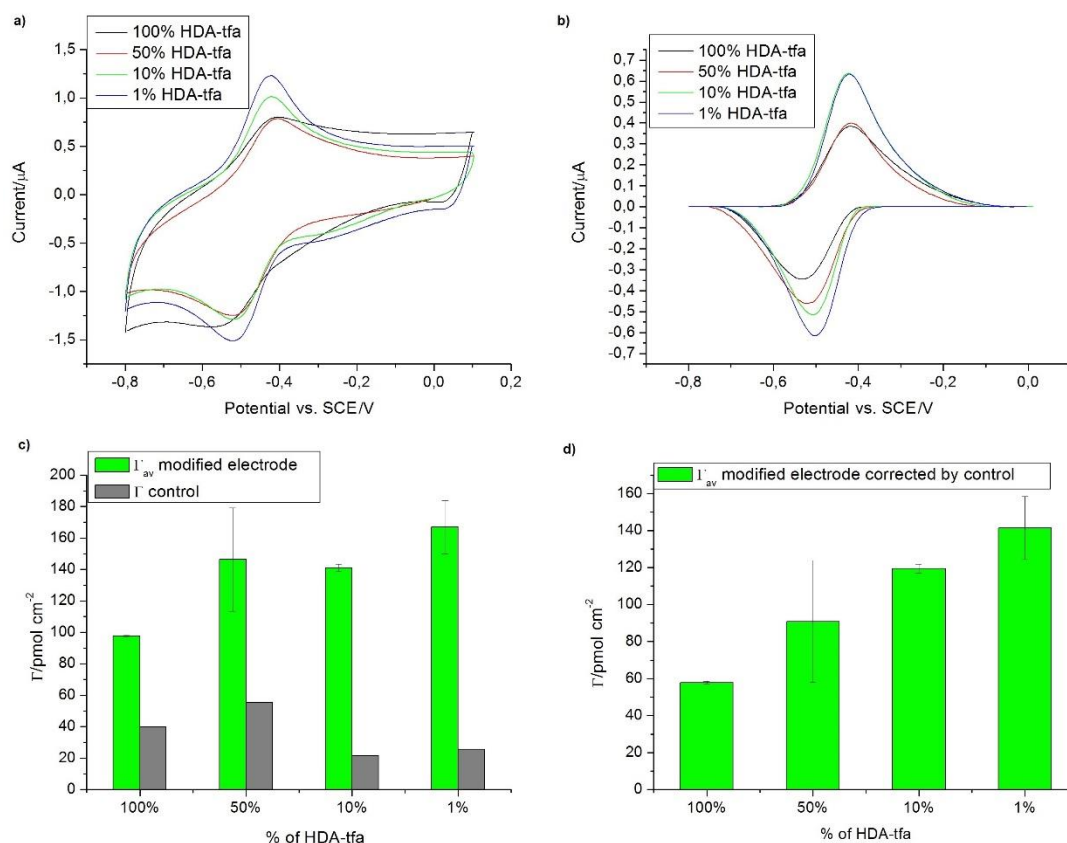 a)
100% HDA-tfa
50% HDA-tfa
10% HDA-tfa
1% HDA-tfa
1,5
1,0
0,5
0,0
-0,5
-1,0
-1,5
Current/µA
-0,8 -0,6 -0,4 -0,2 0,0 0,2
Potential vs. SCE/V
b)
100% HDA-tfa
50% HDA-tfa
10% HDA-tfa
1% HDA-tfa
0,7
0,6
0,5
0,4
0,3
0,2
0,1
0,0
-0,1
-0,2
-0,3
-0,4
-0,5
-0,6
-0,7
Current/µA
-0,8 -0,6 -0,4 -0,2 0,0
Potential vs. SCE/V
c)
Γav modified electrode
Γ control
200
180
160
140
120
100
80
60
40
20
0
Γ/pmol cm-2
100% 50% 10% 1%
% of HDA-tfa
d)
Γav modified electrode corrected by control
160
140
120
100
80
60
40
20
0
Γ/pmol cm-2
100% 50% 10% 1%
% of HDA-tfa